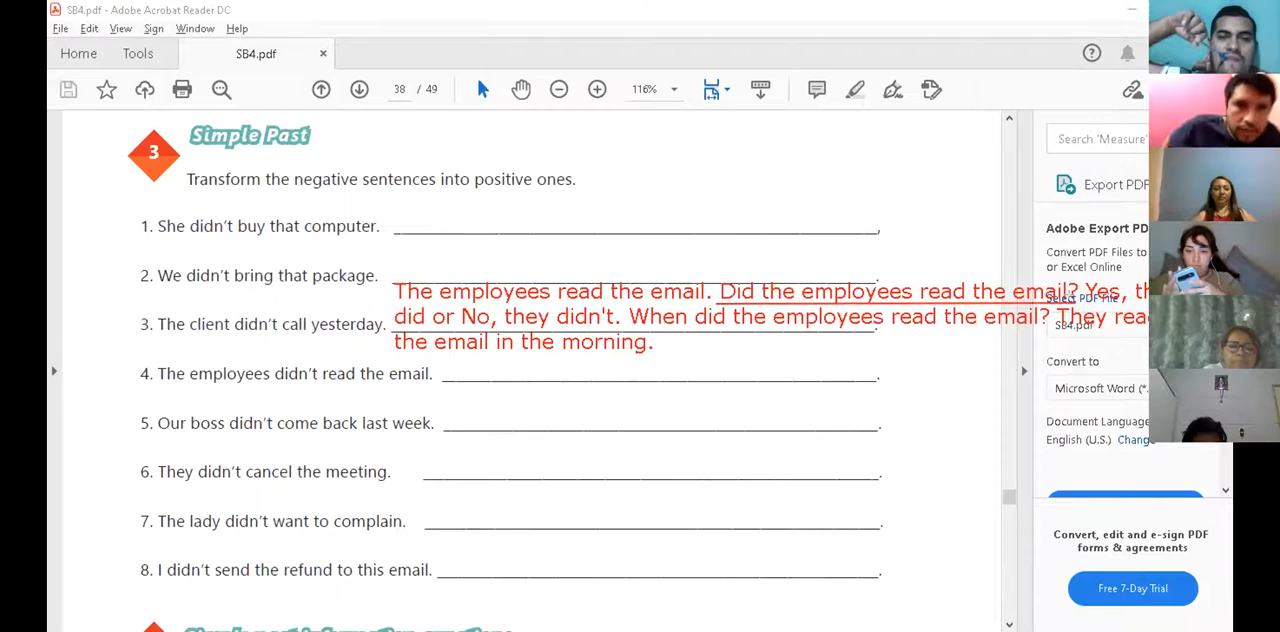 SB4.pdf - Adobe Acrobat Reader DC
File Edit View Sign Window Help
Home Tools SB4.pdf ×
38 / 49 116%
3 Simple Past
Transform the negative sentences into positive ones.
1. She didn't buy that computer. ,
2. We didn't bring that package. .
The employees read the email. Did the employees read the email? Yes,
did or No, they didn't. When did the employees read the email? They
the email in the morning.
3. The client didn't call yesterday. .
4. The employees didn't read the email. .
5. Our boss didn't come back last week. .
6. They didn't cancel the meeting. .
7. The lady didn't want to complain. .
8. I didn't send the refund to this email. .
Search 'Measure'
Export PDF
Adobe Export PD
Convert PDF Files to
or Excel Online
Select PDF File
SB4.pdf
Convert to
Microsoft Word (*.
Document Language
English (U.S.) Change
Convert, edit and e-sign PDF
forms & agreements
Free 7-Day Trial